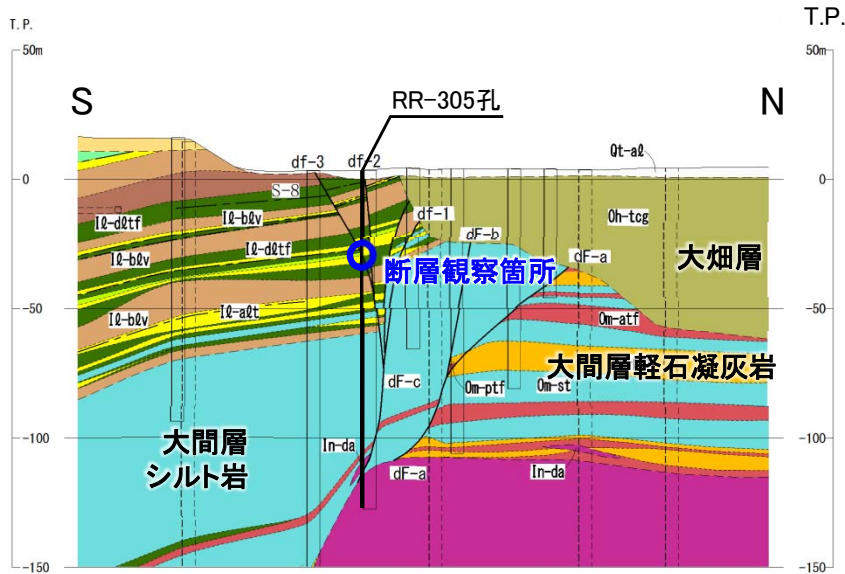 T.P.
T.P.
50m
50m
S
RR-305孔
N
Qt-aℓ
df-3
df-2
0
0
S-8
Iℓ-dℓtf
Iℓ-bℓv
df-1
Oh-tcg
dF-b
Iℓ-dℓtf
Iℓ-bℓv
断層観察箇所
dF-a
大畑層
-50
-50
Iℓ-bℓv
Iℓ-alt
Om-atf
大間層軽石凝灰岩
dF-c
Om-ptf
Om-st
-100
-100
大間層
シルト岩
In-da
dF-a
In-da
-150
-150